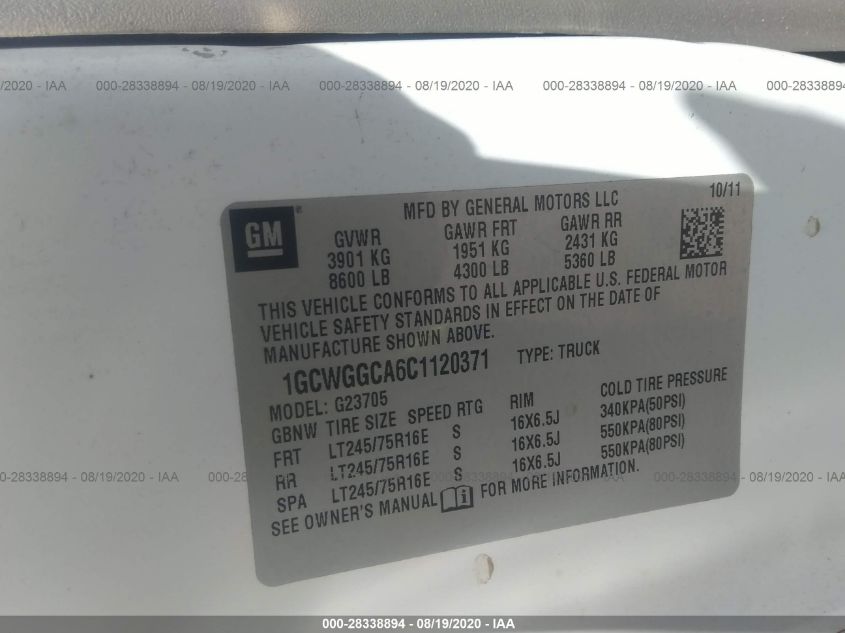 /2020 - IAA 000-28338894 - 08/19/2020 - IAA 000-28338894 - 08/19/2020 - IAA 000-28338894 - 08/19/2020 - IAA 000-28338894 - 08/
10/11
MFD BY GENERAL MOTORS LLC
GM
GVWR GAWR FRT GAWR RR
3901 KG 1951 KG 2431 KG
8600 LB 4300 LB 5360 LB
THIS VEHICLE CONFORMS TO ALL APPLICABLE U.S. FEDERAL MOTOR
VEHICLE SAFETY STANDARDS IN EFFECT ON THE DATE OF
MANUFACTURE SHOWN ABOVE.
1GCWGGCA6C1120371 TYPE: TRUCK
MODEL: G23705
GBNW TIRE SIZE SPEED RTG RIM COLD TIRE PRESSURE
FRT LT245/75R16E S 16X6.5J 340KPA(50PSI)
RR LT245/75R16E S 16X6.5J 550KPA(80PSI)
SPA LT245/75R16E S 16X6.5J 550KPA(80PSI)
SEE OWNER'S MANUAL FOR MORE INFORMATION.
000-28338894 - 08/19/2020 - IAA